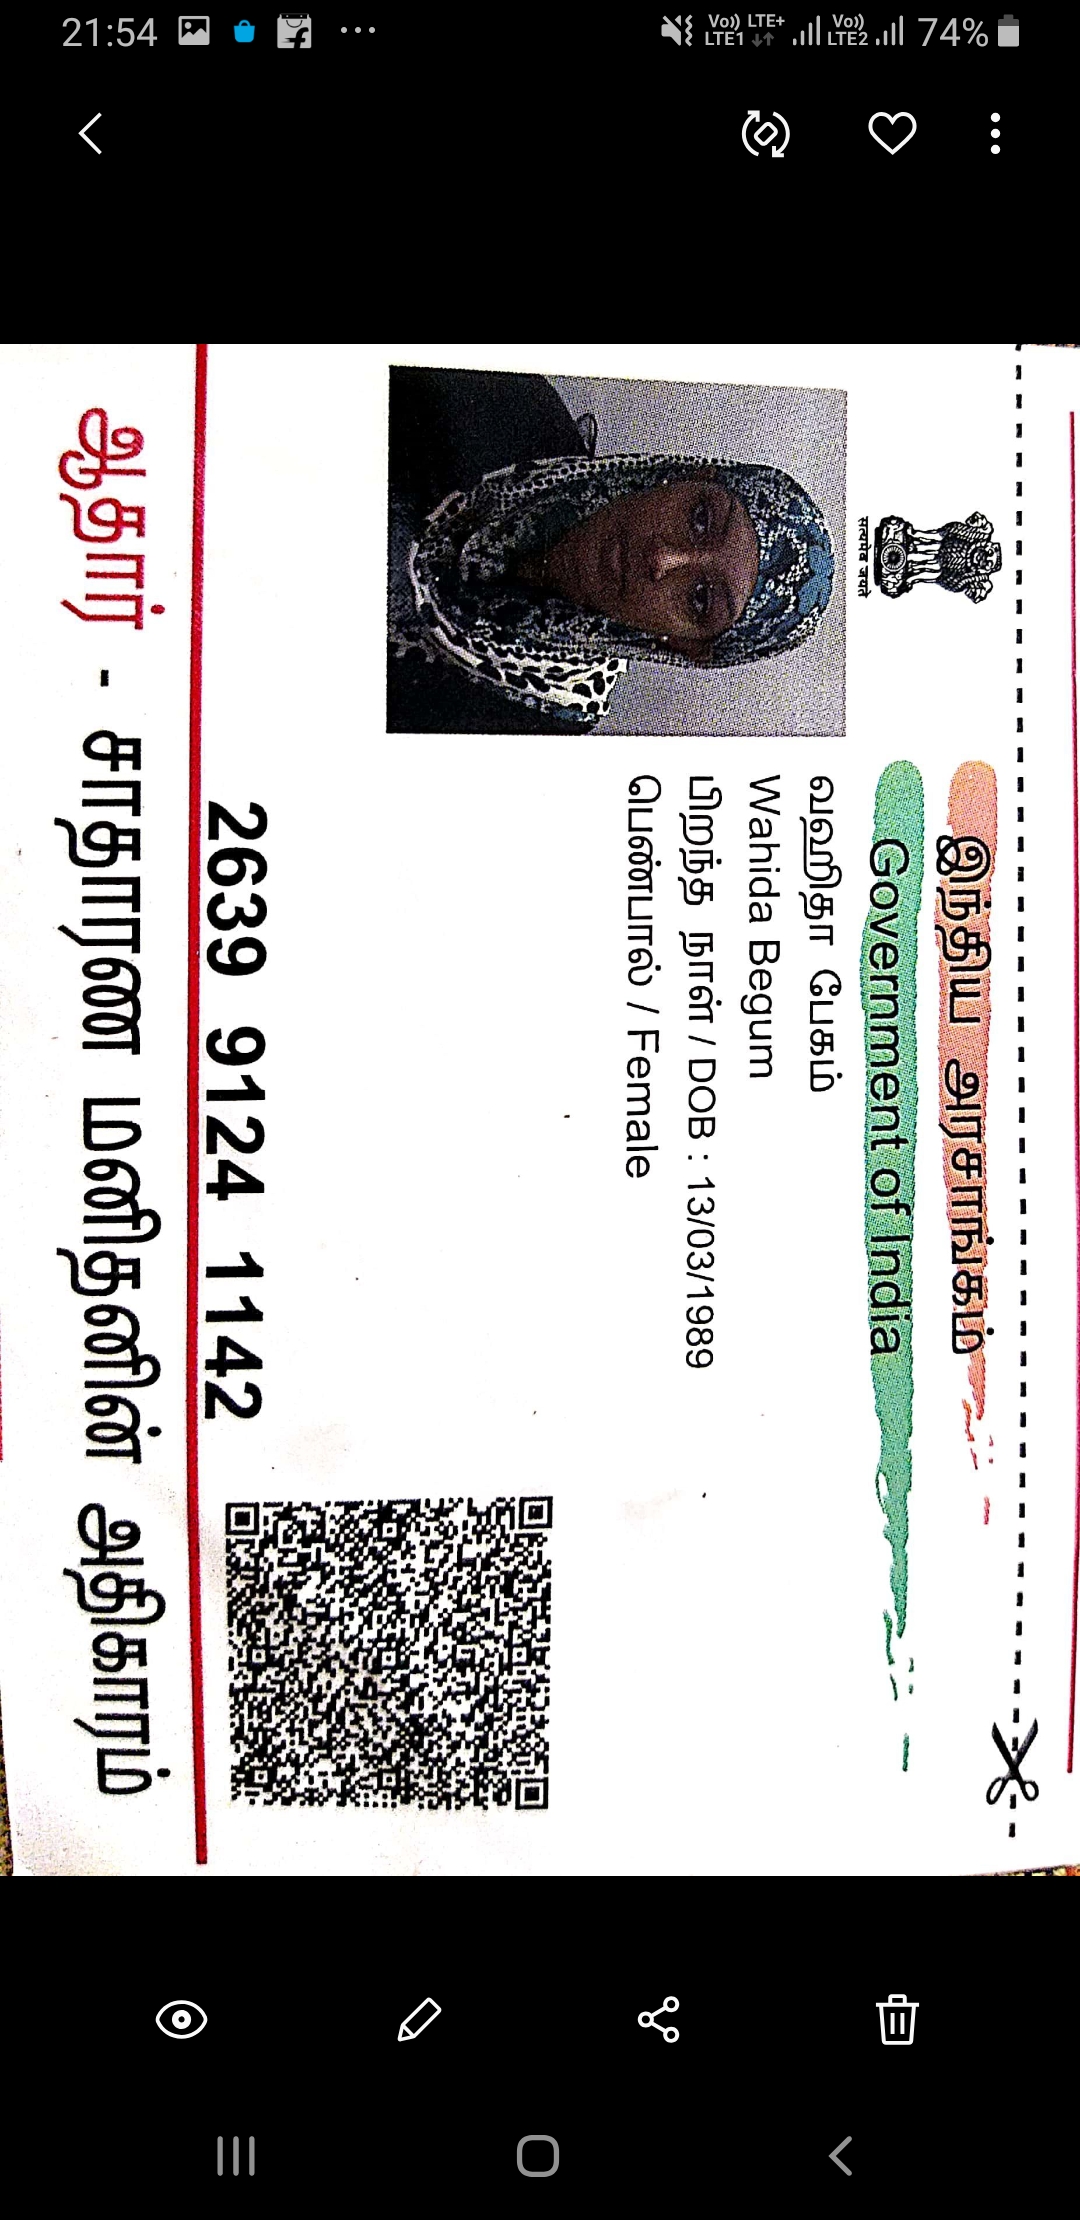 21:54
Vo)) LTE+ Vo)) 74%
LTE1 LTE2
இந்திய அரசாங்கம்
Government of India
सत्यमेव जयते
வஹிதா பேகம்
Wahida Begum
பிறந்த நாள் / DOB : 13/03/1989
பெண்பால் / Female
2639 9124 1142
ஆதார் - சாதாரண மனிதனின் அதிகாரம்